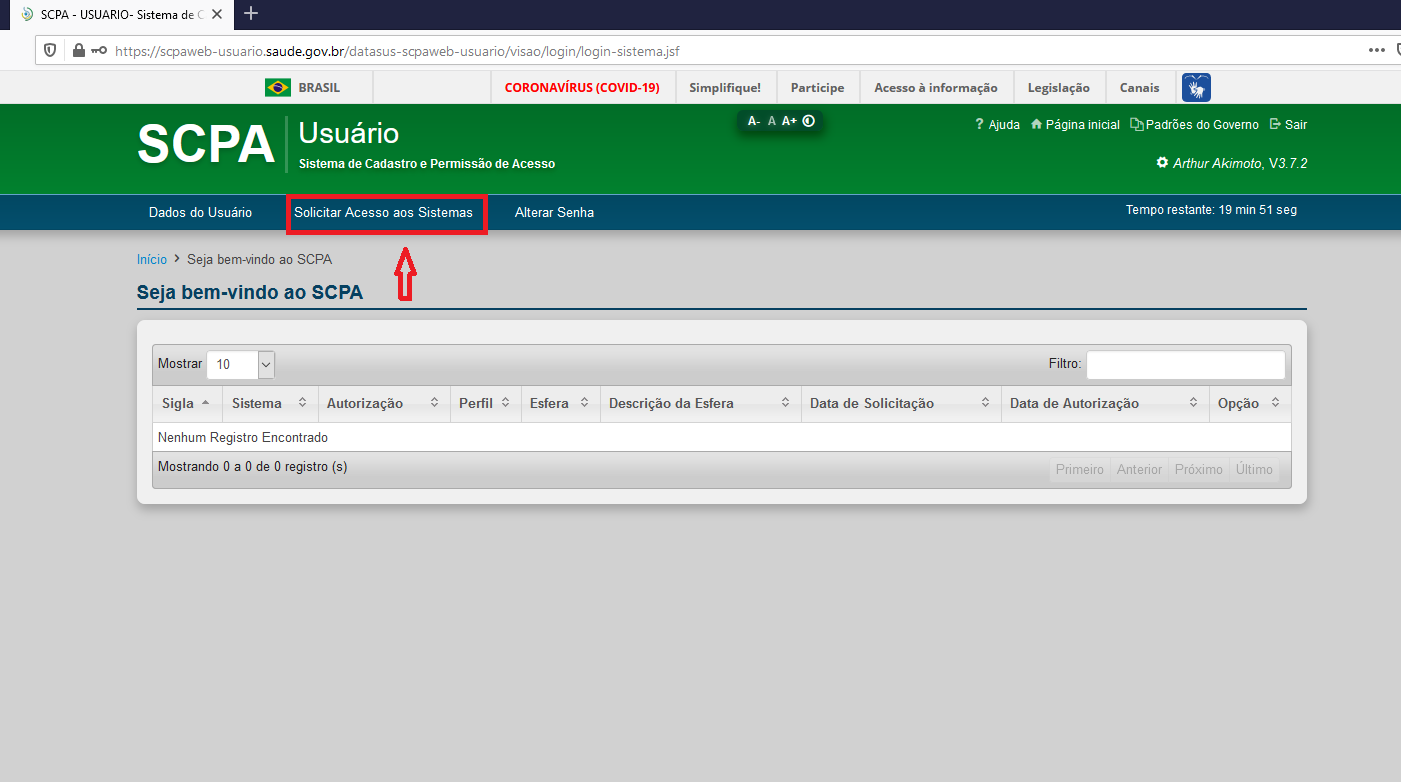 SCPA - USUARIO- Sistema de C
https://scpaweb-usuario.saude.gov.br/datasus-scpaweb-usuario/visao/login/login-sistema.jsf
BRASIL CORONAVÍRUS (COVID-19) Simplifique! Participe Acesso à informação Legislação Canais
A- A A+
? Ajuda Página inicial Padrões do Governo Sair
SCPA Usuário
Sistema de Cadastro e Permissão de Acesso
Arthur Akimoto, V3.7.2
Dados do Usuário Solicitar Acesso aos Sistemas Alterar Senha Tempo restante: 19 min 51 seg
Início > Seja bem-vindo ao SCPA
Seja bem-vindo ao SCPA
Mostrar 10 Filtro:
Sigla Sistema Autorização Perfil Esfera Descrição da Esfera Data de Solicitação Data de Autorização Opção
Nenhum Registro Encontrado
Mostrando 0 a 0 de 0 registro (s) Primeiro Anterior Próximo Último